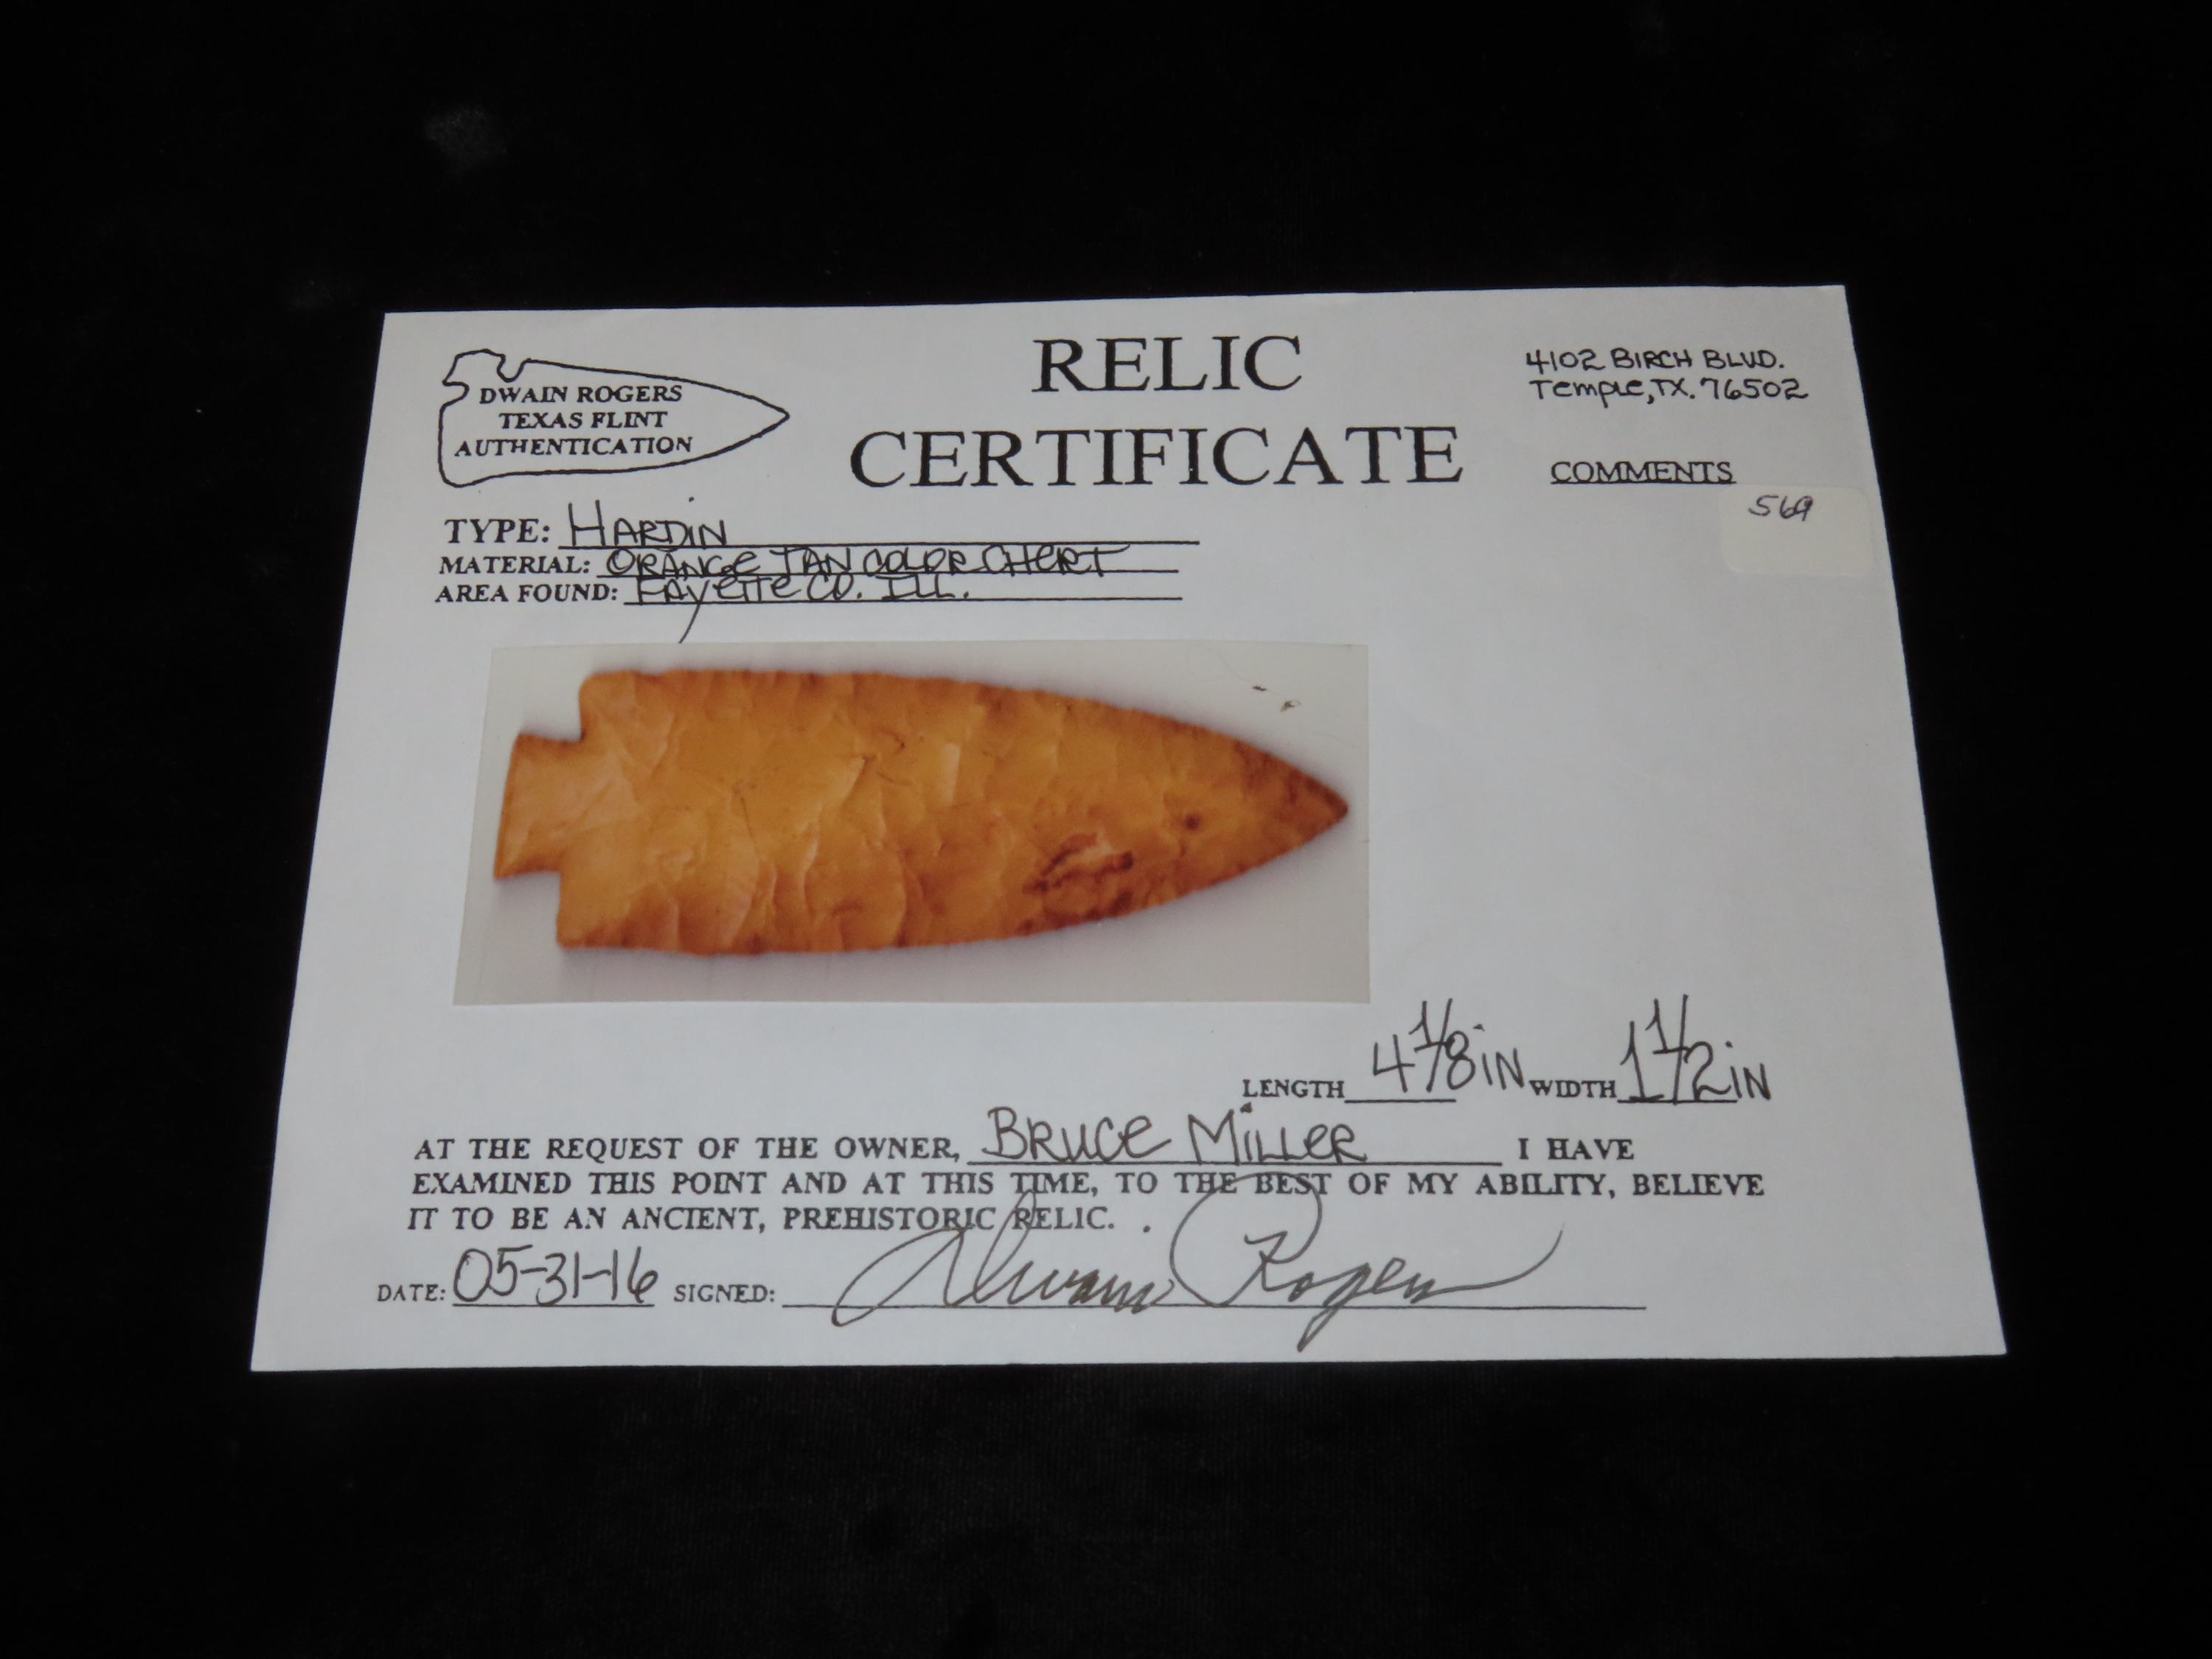 RELIC
CERTIFICATE
DWAIN ROGERS
TEXAS FLINT
AUTHENTICATION
4102 BIRCH BLVD.
Temple, TX. 76502
COMMENTS
569
TYPE: HARDIN
MATERIAL: ORANGE TAN COLOR CHERT
AREA FOUND: Fayette CO. ILL.
LENGTH 4 1/8 iN WIDTH 1 1/2 iN
AT THE REQUEST OF THE OWNER, BRUCE MiLLER I HAVE
EXAMINED THIS POINT AND AT THIS TIME, TO THE BEST OF MY ABILITY, BELIEVE
IT TO BE AN ANCIENT, PREHISTORIC RELIC.
DATE: 05-31-16 SIGNED: Dwain Rogers